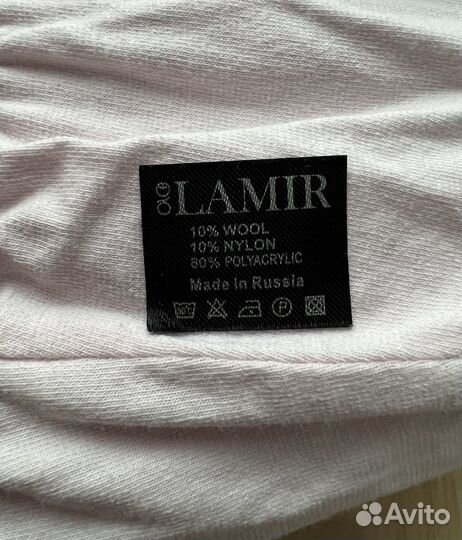 LAMIR
10% WOOL
10% NYLON
80% POLYACRYLIC
Made in Russia
P
Avito